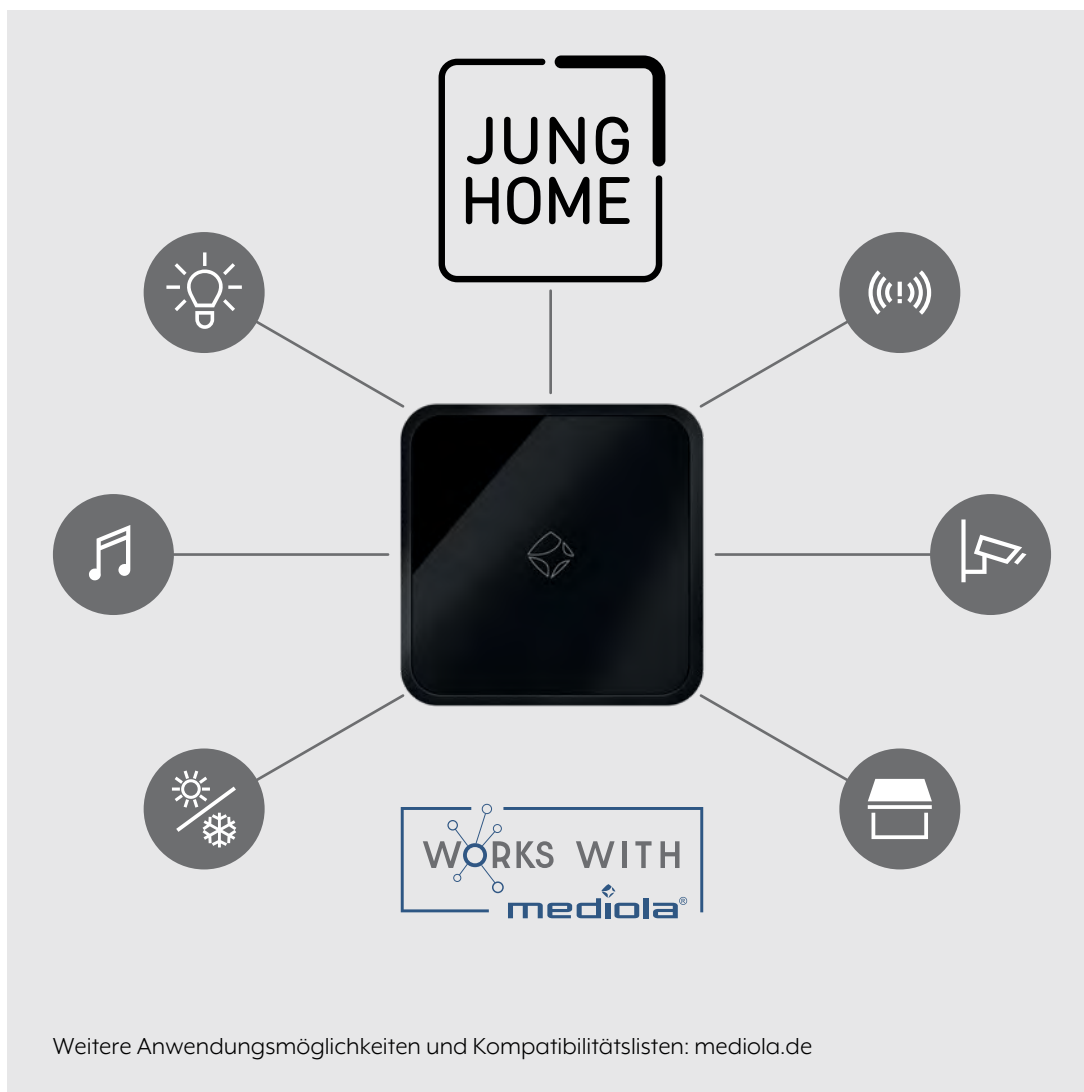 JUNG
HOME
WORKS WITH
mediola®
Weitere Anwendungsmöglichkeiten und Kompatibilitätslisten: mediola.de